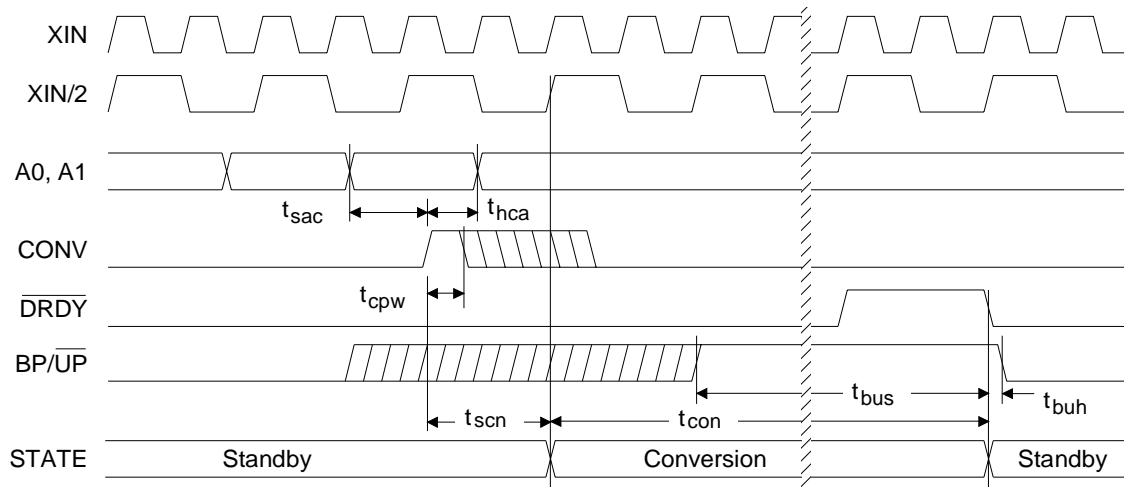 XIN
XIN/2
A0, A1
tsac
thca
CONV
tcpw
DRDY
BP/UP
tbus
tbuh
tscn
tcon
STATE
Standby
Conversion
Standby